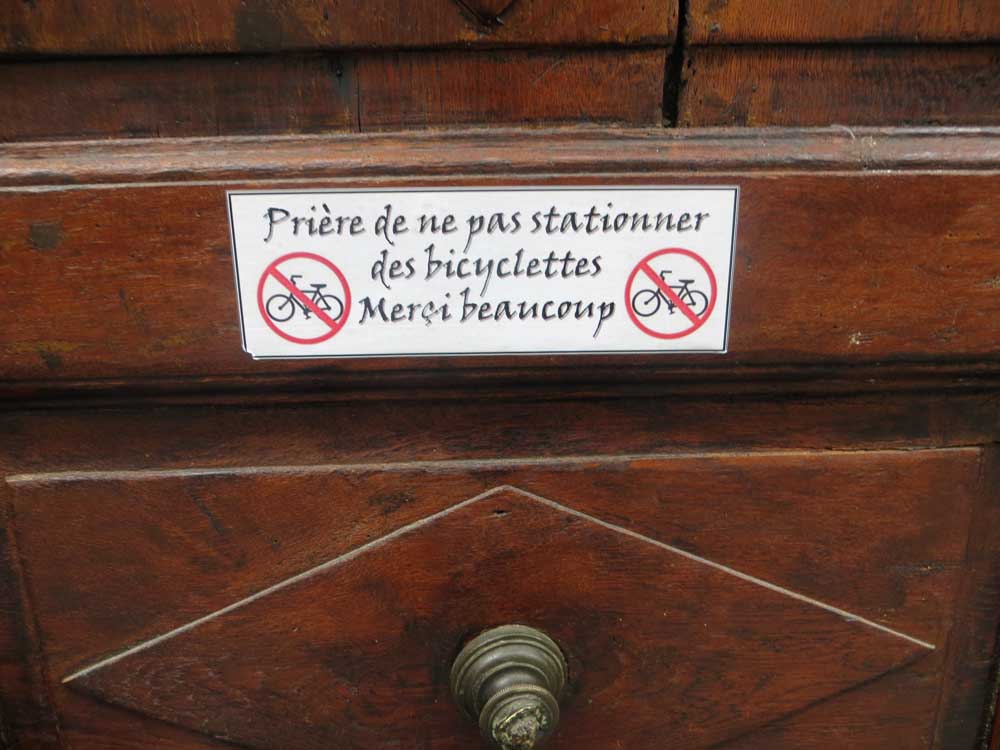 Prière de ne pas stationner
des bicyclettes
Merçi beaucoup